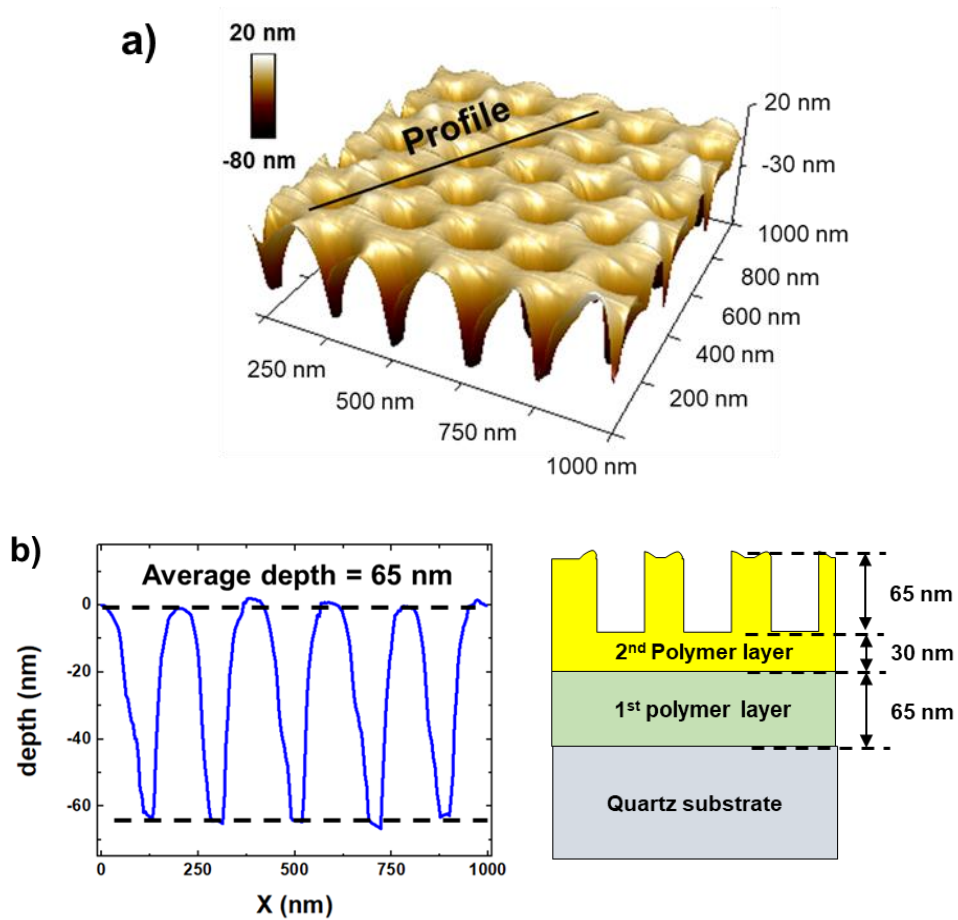 a)
20 nm
-80 nm
Profile
20 nm
-30 nm
1000 nm
800 nm
600 nm
400 nm
200 nm
250 nm
500 nm
750 nm
1000 nm
b)
Average depth = 65 nm
0
-20
-40
-60
depth (nm)
0
250
500
750
1000
X (nm)
65 nm
2nd Polymer layer
30 nm
1st polymer layer
65 nm
Quartz substrate